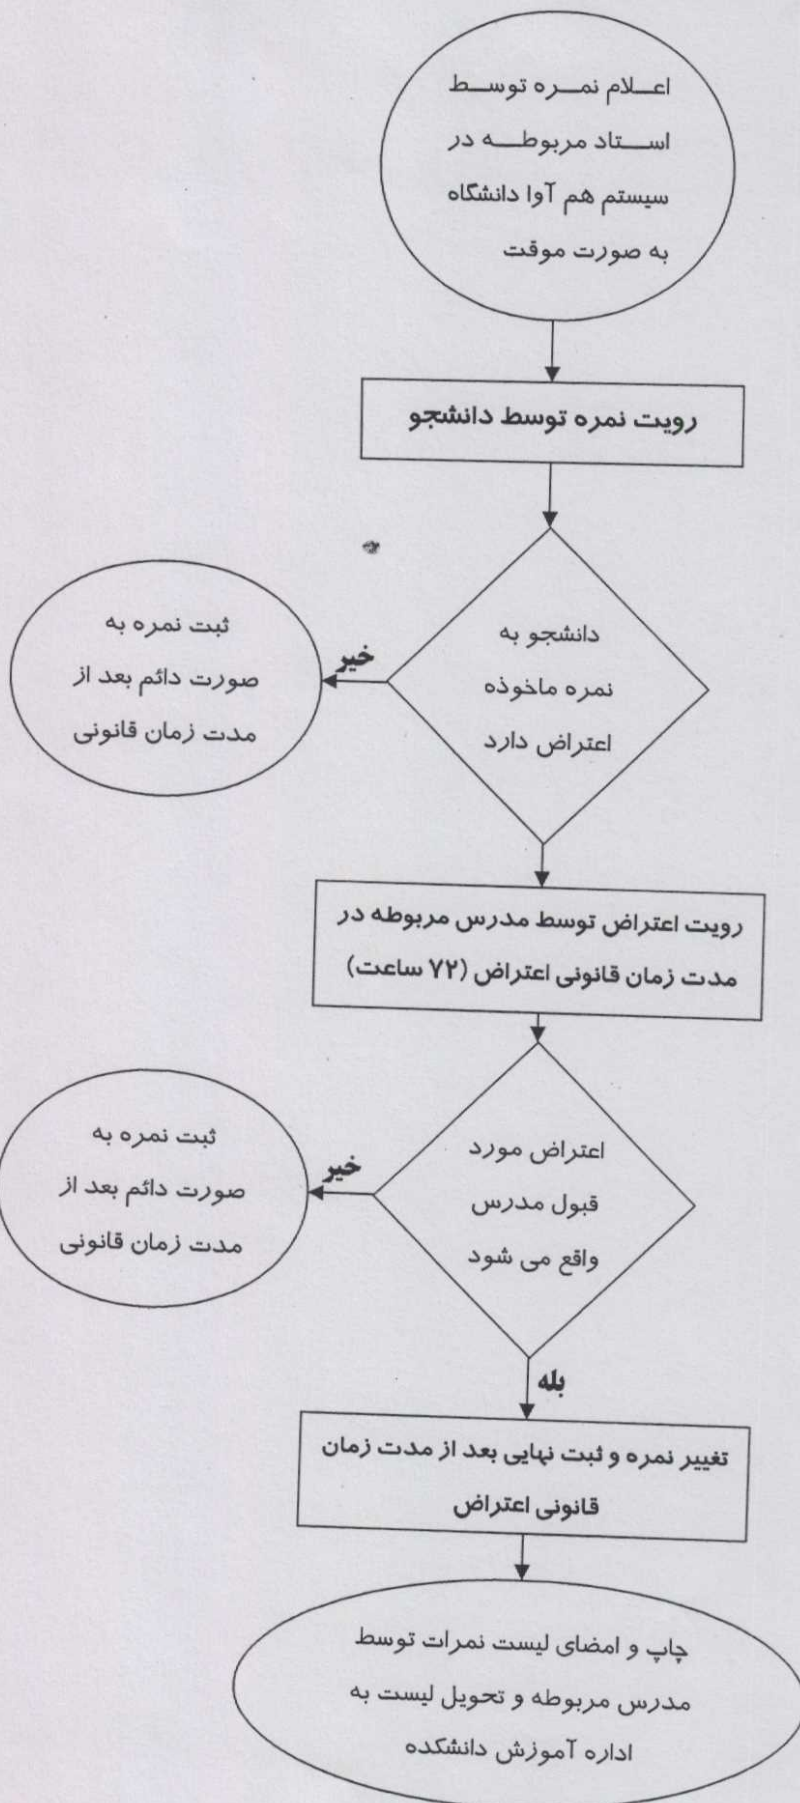 اعلام نمره توسط
استاد مربوطه در
سیستم هم آوا دانشگاه
به صورت موقت
رویت نمره توسط دانشجو
دانشجو به
نمره ماخوذه
اعتراض دارد
خیر
ثبت نمره به
صورت دائم بعد از
مدت زمان قانونی
رویت اعتراض توسط مدرس مربوطه در
مدت زمان قانونی اعتراض (۷۲ ساعت)
اعتراض مورد
قبول مدرس
واقع می شود
خیر
ثبت نمره به
صورت دائم بعد از
مدت زمان قانونی
بله
تغییر نمره و ثبت نهایی بعد از مدت زمان
قانونی اعتراض
چاپ و امضای لیست نمرات توسط
مدرس مربوطه و تحویل لیست به
اداره آموزش دانشکده